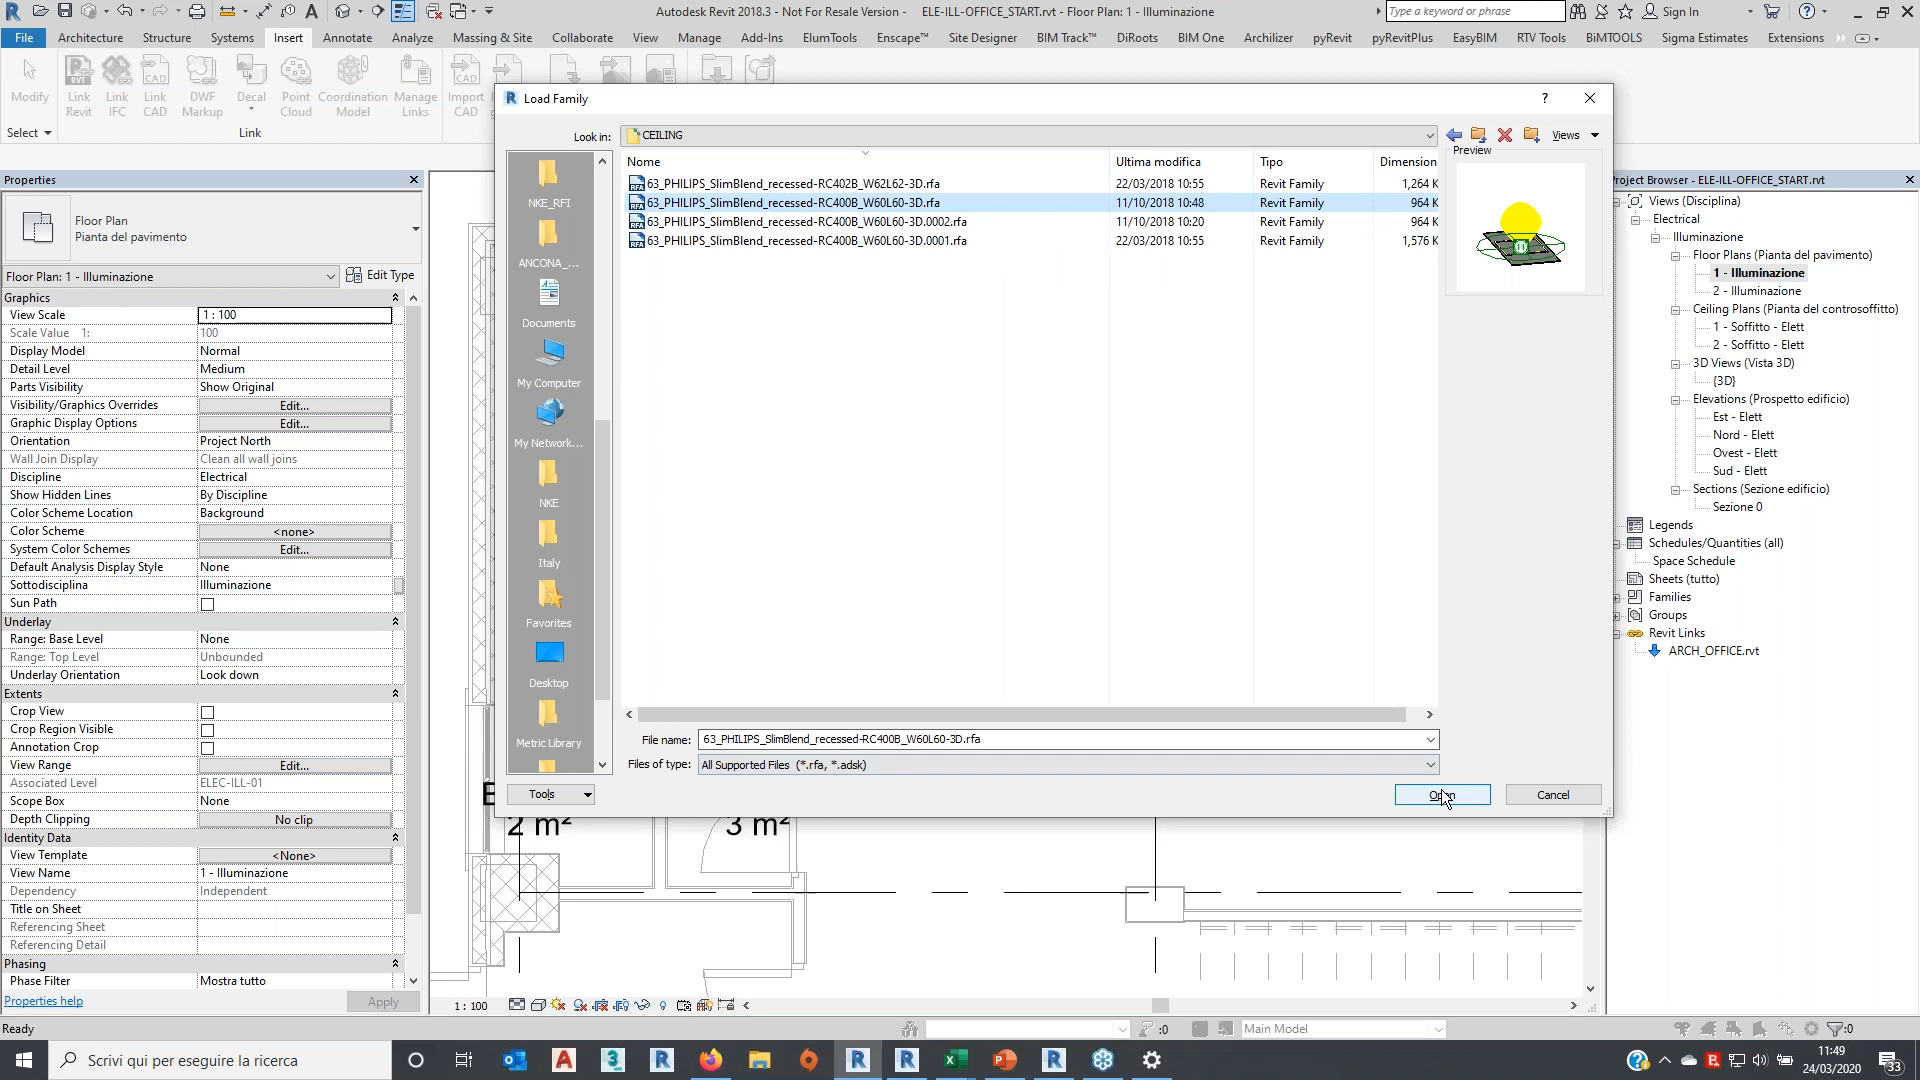 Autodesk Revit 2018.3 - Not For Resale Version - ELE-ILL-OFFICE_START.rvt - Floor Plan: 1 - Illuminazione
Type a keyword or phrase
Sign In
File Architecture Structure Systems Insert Annotate Analyze Massing & Site Collaborate View Manage Add-Ins ElumTools Enscape™ Site Designer BIM Track™ DiRoots BIM One Archilizer pyRevit pyRevitPlus EasyBIM RTV Tools BiMTOOLS Sigma Estimates Extensions
Modify
Link Revit
Link IFC
Link CAD
DWF Markup
Decal
Point Cloud
Coordination Model
Manage Links
Import CAD
Select
Link
Properties
Floor Plan
Pianta del pavimento
Floor Plan: 1 - Illuminazione
Edit Type
Graphics
View Scale 1 : 100
Scale Value 1: 100
Display Model Normal
Detail Level Medium
Parts Visibility Show Original
Visibility/Graphics Overrides Edit...
Graphic Display Options Edit...
Orientation Project North
Wall Join Display Clean all wall joins
Discipline Electrical
Show Hidden Lines By Discipline
Color Scheme Location Background
Color Scheme <none>
System Color Schemes Edit...
Default Analysis Display Style None
Sottodisciplina Illuminazione
Sun Path
Underlay
Range: Base Level None
Range: Top Level Unbounded
Underlay Orientation Look down
Extents
Crop View
Crop Region Visible
Annotation Crop
View Range Edit...
Associated Level ELEC-ILL-01
Scope Box None
Depth Clipping No clip
Identity Data
View Template <None>
View Name 1 - Illuminazione
Dependency Independent
Title on Sheet
Referencing Sheet
Referencing Detail
Phasing
Phase Filter Mostra tutto
Properties help
Apply
Load Family
Look in: CEILING
Views
Preview
Nome Ultima modifica Tipo Dimension
63_PHILIPS_SlimBlend_recessed-RC402B_W62L62-3D.rfa 22/03/2018 10:55 Revit Family 1,264 K
63_PHILIPS_SlimBlend_recessed-RC400B_W60L60-3D.rfa 11/10/2018 10:48 Revit Family 964 K
63_PHILIPS_SlimBlend_recessed-RC400B_W60L60-3D.0002.rfa 11/10/2018 10:20 Revit Family 964 K
63_PHILIPS_SlimBlend_recessed-RC400B_W60L60-3D.0001.rfa 22/03/2018 10:55 Revit Family 1,576 K
NKE_RFI
ANCONA_...
Documents
My Computer
My Network...
NKE
Italy
Favorites
Desktop
Metric Library
File name: 63_PHILIPS_SlimBlend_recessed-RC400B_W60L60-3D.rfa
Files of type: All Supported Files (*.rfa, *.adsk)
Tools
Open
Cancel
2 m²
3 m²
Project Browser - ELE-ILL-OFFICE_START.rvt
Views (Disciplina)
Electrical
Illuminazione
Floor Plans (Pianta del pavimento)
1 - Illuminazione
2 - Illuminazione
Ceiling Plans (Pianta del controsoffitto)
1 - Soffitto - Elett
2 - Soffitto - Elett
3D Views (Vista 3D)
{3D}
Elevations (Prospetto edificio)
Est - Elett
Nord - Elett
Ovest - Elett
Sud - Elett
Sections (Sezione edificio)
Sezione 0
Legends
Schedules/Quantities (all)
Space Schedule
Sheets (tutto)
Families
Groups
Revit Links
ARCH_OFFICE.rvt
1 : 100
Ready
:0
Main Model
:0
Scrivi qui per eseguire la ricerca
11:49
24/03/2020
33